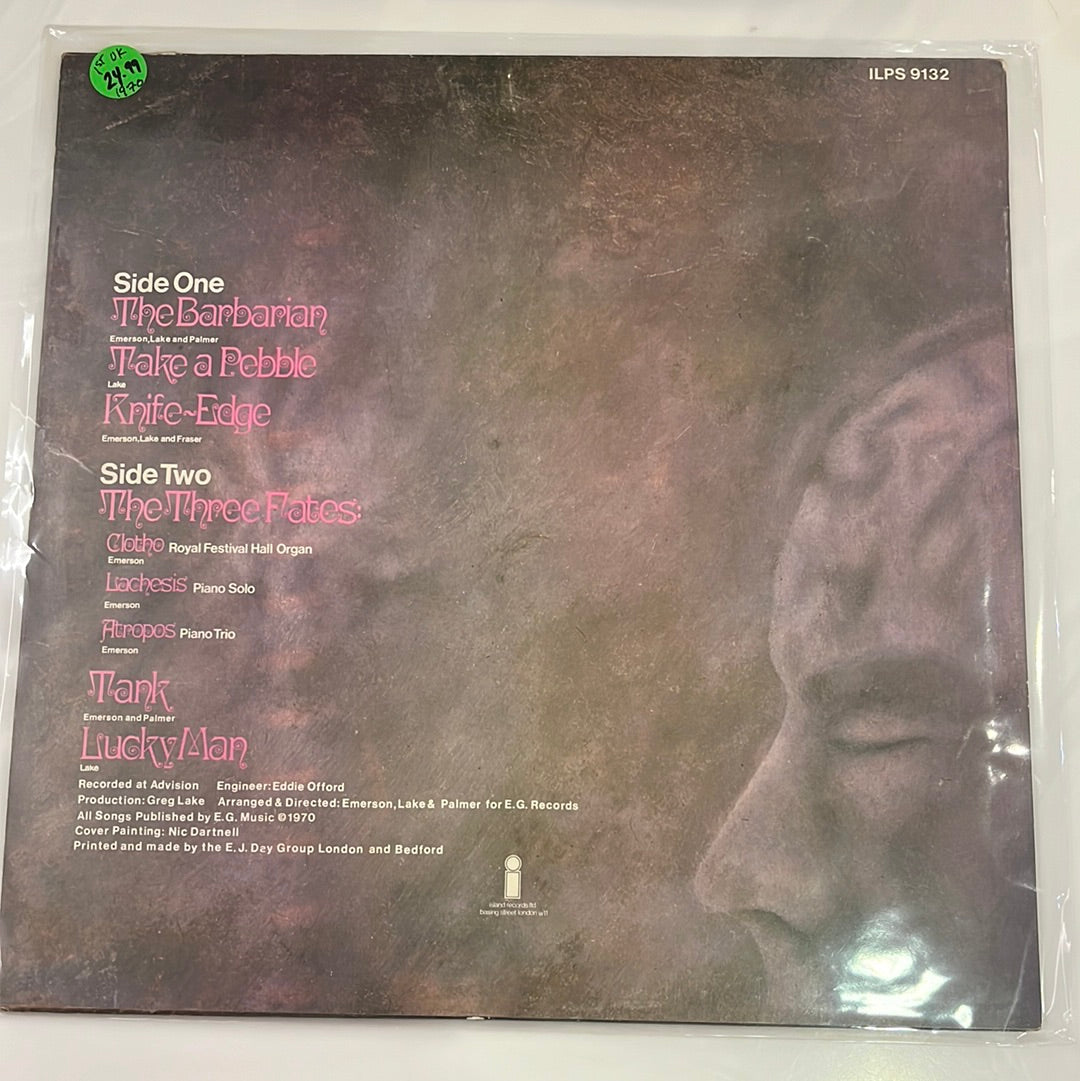 1ST UK
24.99
1970
ILPS 9132
Side One
The Barbarian
Emerson,Lake and Palmer
Take a Pebble
Lake
Knife~Edge
Emerson,Lake and Fraser
Side Two
The Three Fates:
Clotho Royal Festival Hall Organ
Emerson
Lachesis Piano Solo
Emerson
Atropos Piano Trio
Emerson
Tank
Emerson and Palmer
Lucky Man
Lake
Recorded at Advision Engineer:Eddie Offord
Production:Greg Lake Arranged & Directed:Emerson,Lake & Palmer for E.G. Records
All Songs Published by E.G. Music ©1970
Cover Painting: Nic Dartnell
Printed and made by the E.J. Day Group London and Bedford
island records ltd
basing street london w11